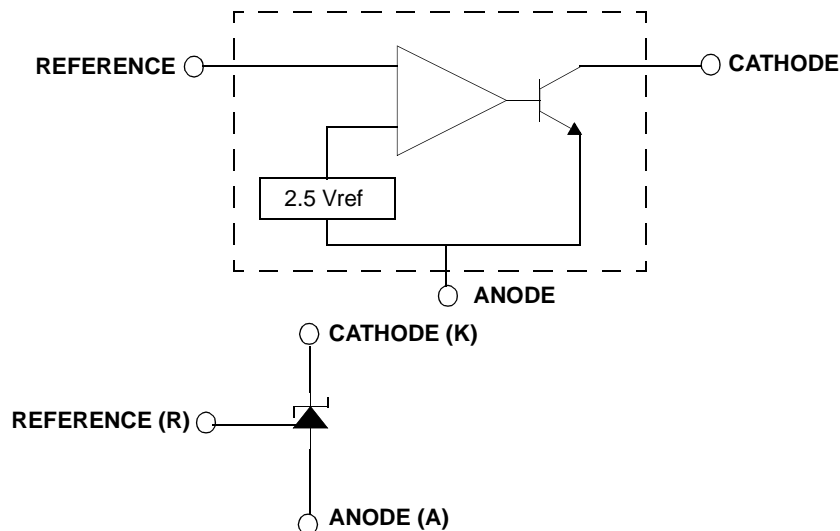 REFERENCE
CATHODE
2.5 Vref
ANODE
CATHODE (K)
REFERENCE (R)
ANODE (A)